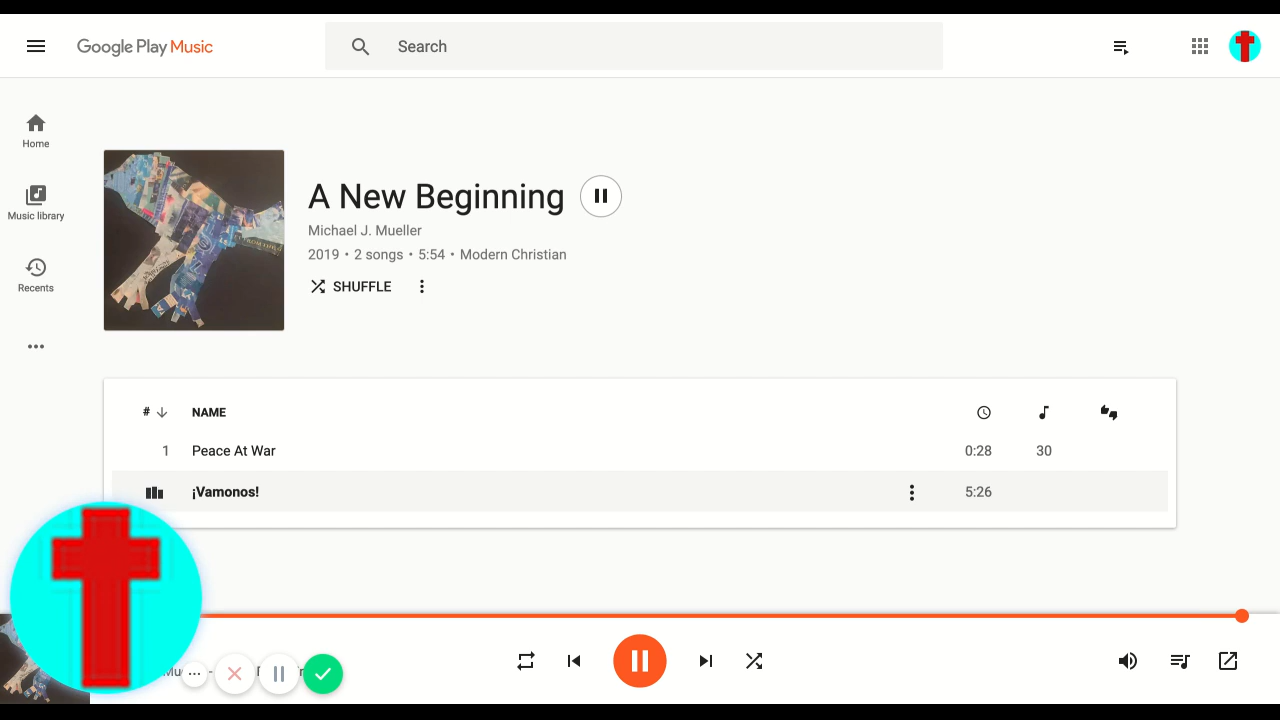 Google Play Music
Search
Home
Music library
Recents
A New Beginning
Michael J. Mueller
2019 • 2 songs • 5:54 • Modern Christian
SHUFFLE
# NAME
1 Peace At War 0:28 30
¡Vamonos! 5:26